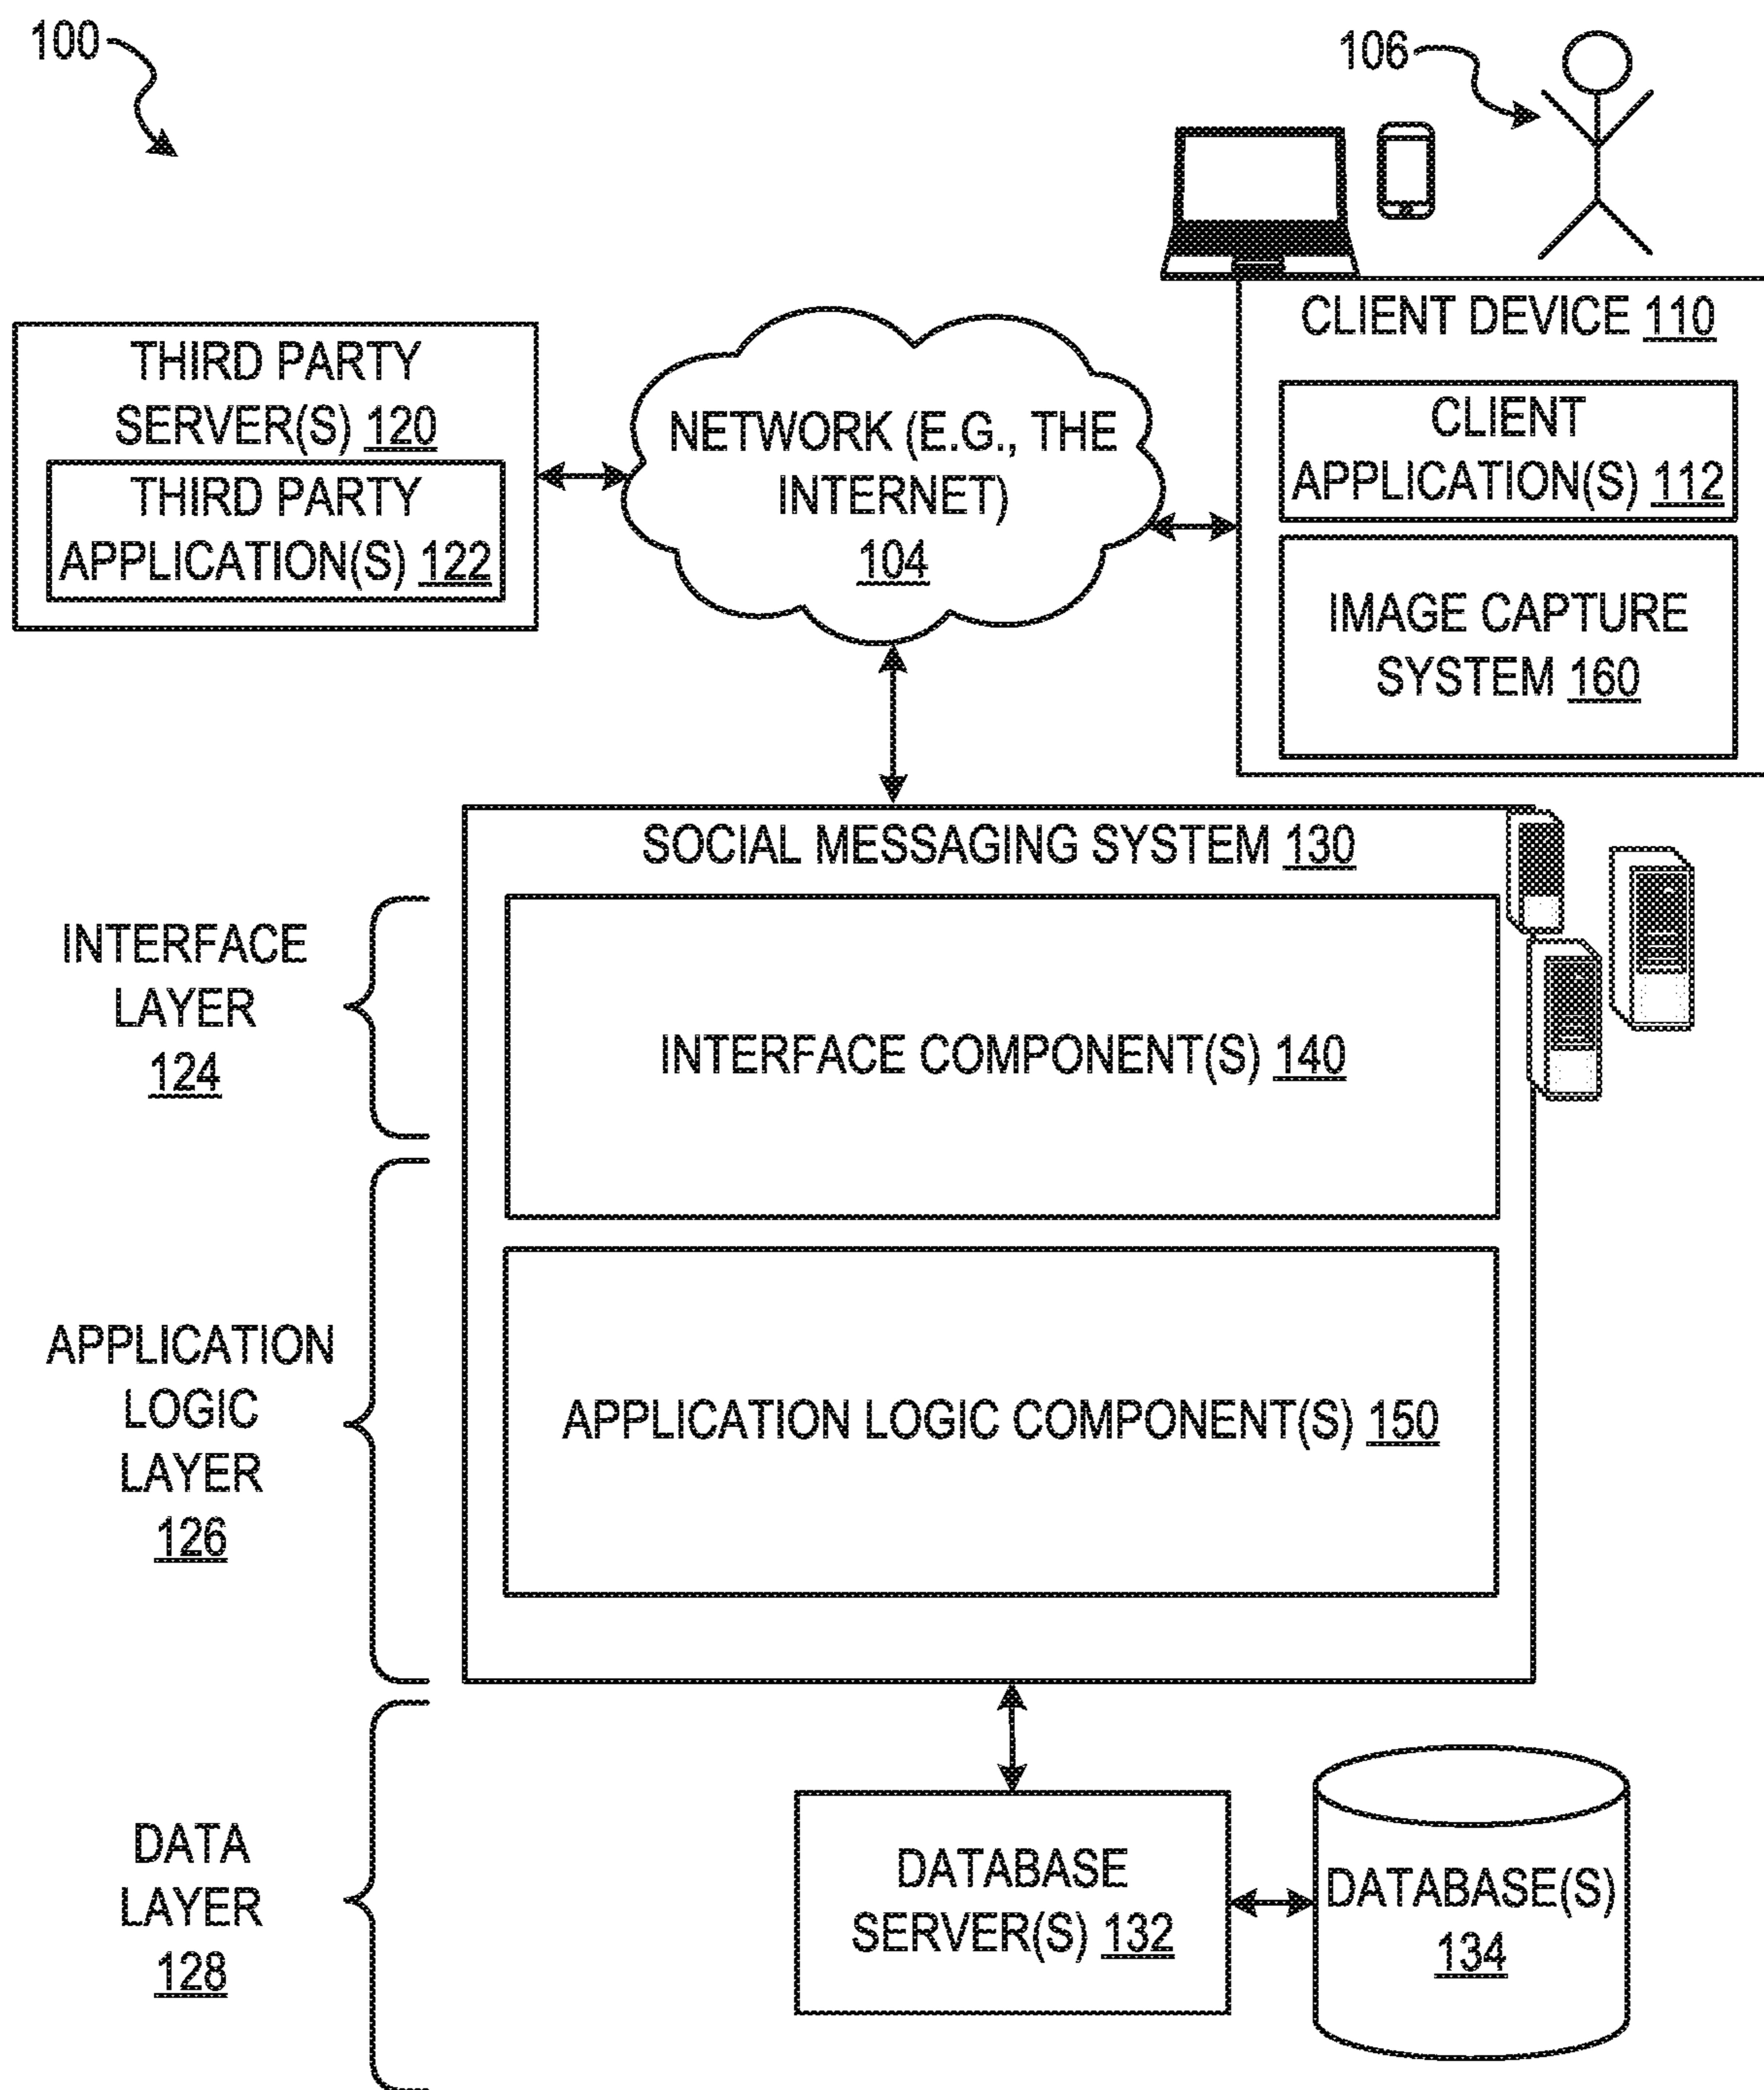 100
106
CLIENT DEVICE 110
CLIENT
APPLICATION(S) 112
IMAGE CAPTURE
SYSTEM 160
THIRD PARTY
SERVER(S) 120
THIRD PARTY
APPLICATION(S) 122
NETWORK (E.G., THE
INTERNET)
104
SOCIAL MESSAGING SYSTEM 130
INTERFACE
LAYER
124
INTERFACE COMPONENT(S) 140
APPLICATION
LOGIC
LAYER
126
APPLICATION LOGIC COMPONENT(S) 150
DATA
LAYER
128
DATABASE
SERVER(S) 132
DATABASE(S)
134